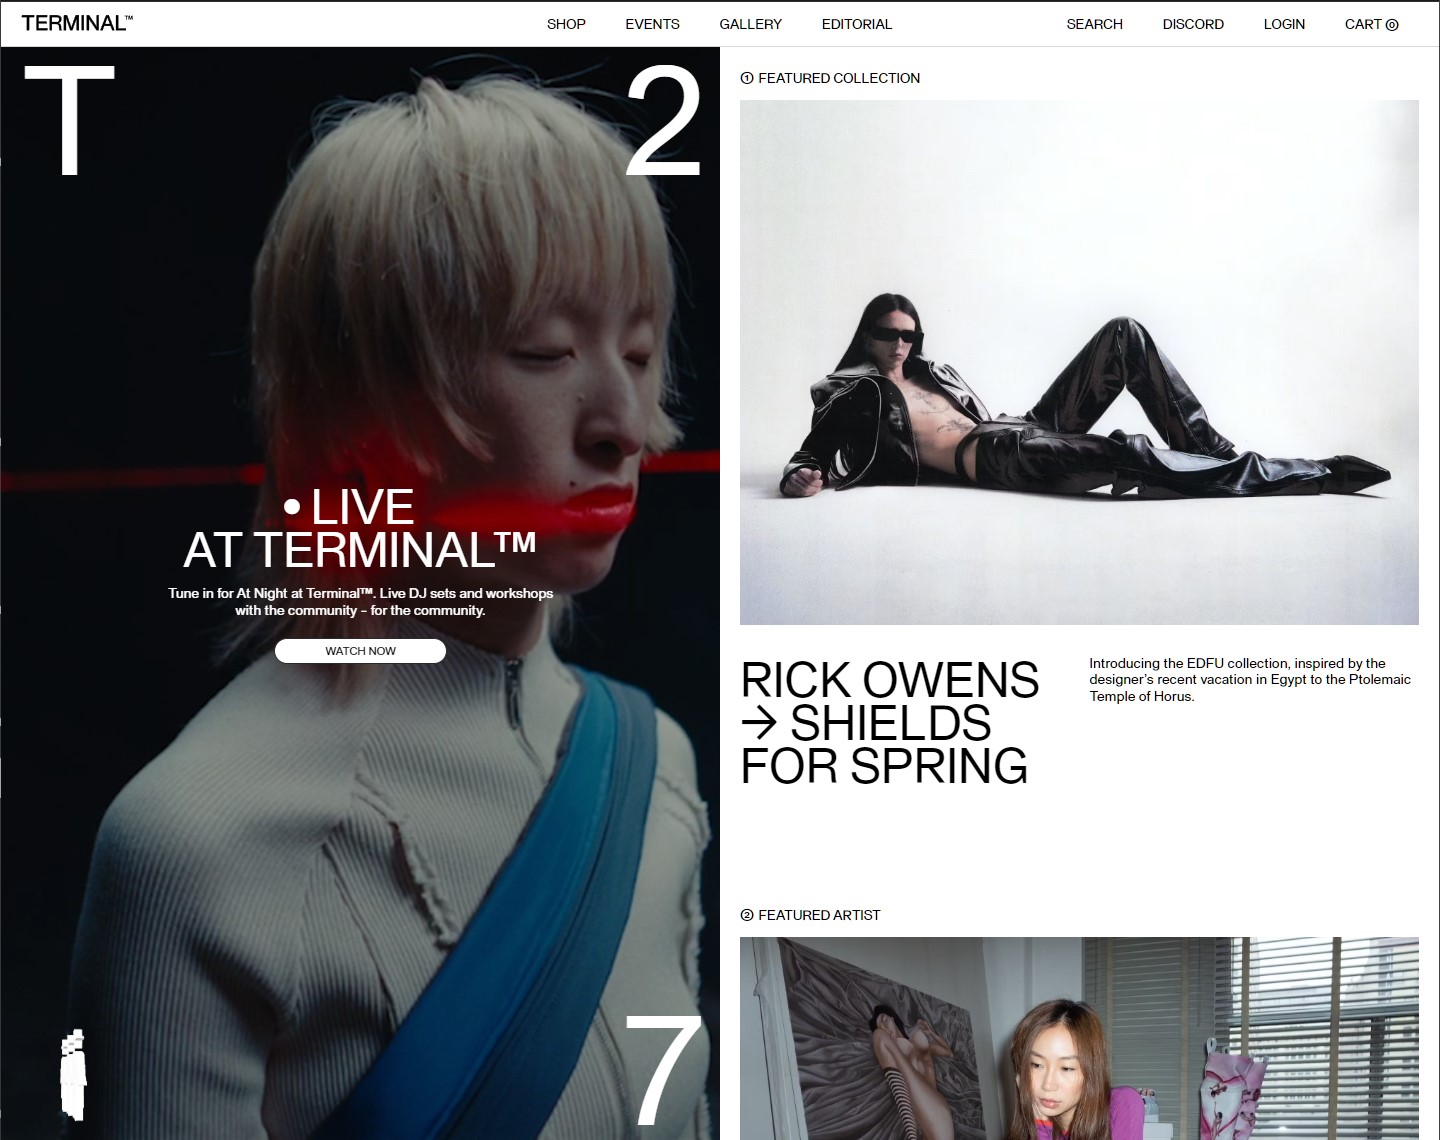 TERMINAL™
SHOP EVENTS GALLERY EDITORIAL
SEARCH DISCORD LOGIN CART ⓪
T 2
• LIVE
AT TERMINAL™
Tune in for At Night at Terminal™. Live DJ sets and workshops
with the community – for the community.
WATCH NOW
7
① FEATURED COLLECTION
RICK OWENS
→ SHIELDS
FOR SPRING
Introducing the EDFU collection, inspired by the
designer’s recent vacation in Egypt to the Ptolemaic
Temple of Horus.
② FEATURED ARTIST